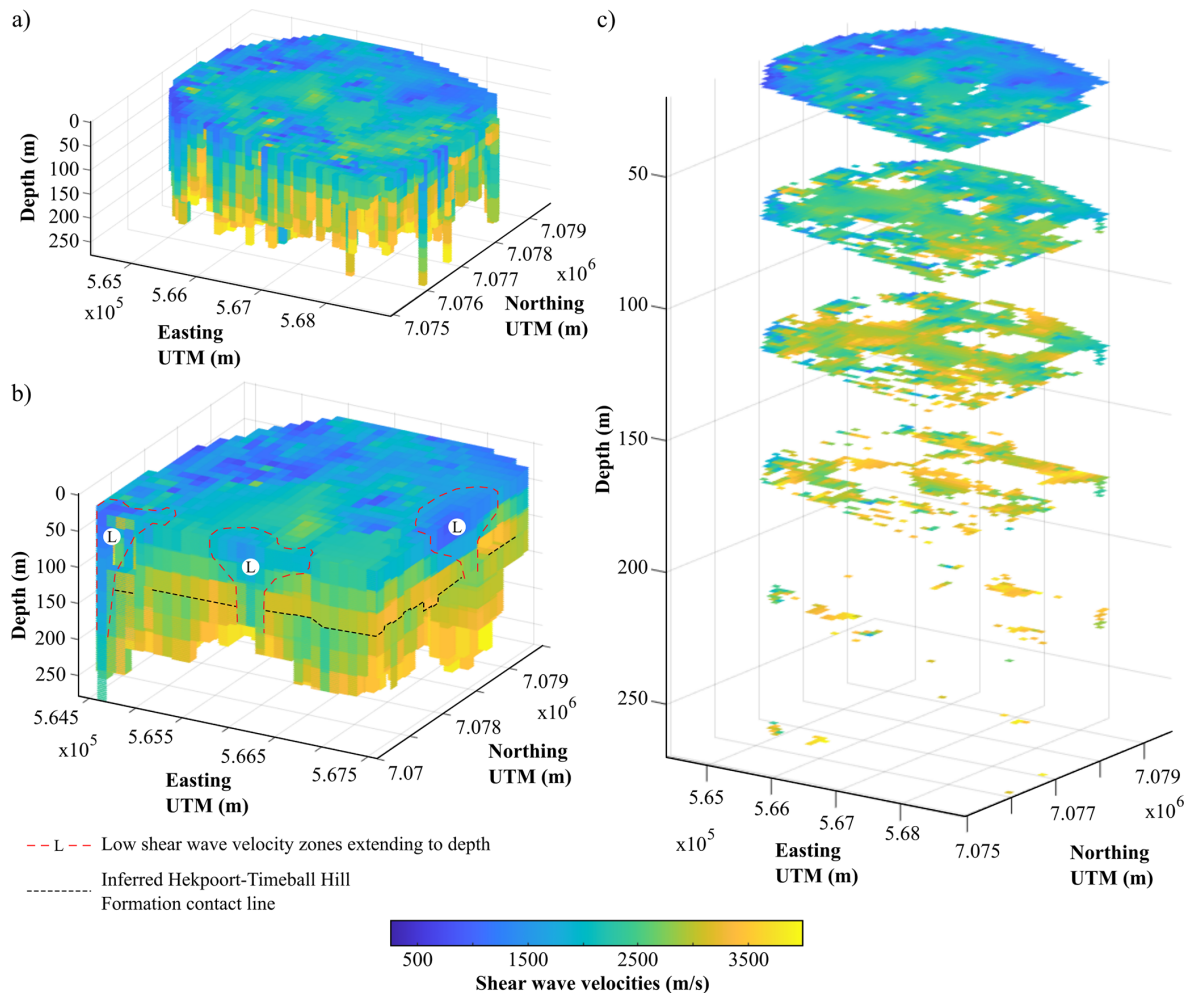 a)
Depth (m)
0
50
100
150
200
250
5.65
x10⁵
5.66
5.67
5.68
Easting
UTM (m)
7.075
7.076
7.077
7.078
7.079
x10⁶
Northing
UTM (m)
b)
Depth (m)
0
50
100
150
200
250
L
L
L
5.645
x10⁵
5.655
5.665
5.675
Easting
UTM (m)
7.07
7.078
7.079
x10⁶
Northing
UTM (m)
c)
Depth (m)
50
100
150
200
250
5.65
x10⁵
5.66
5.67
5.68
Easting
UTM (m)
7.075
7.077
7.079
x10⁶
Northing
UTM (m)
L Low shear wave velocity zones extending to depth
Inferred Hekpoort-Timeball Hill
Formation contact line
500 1500 2500 3500
Shear wave velocities (m/s)